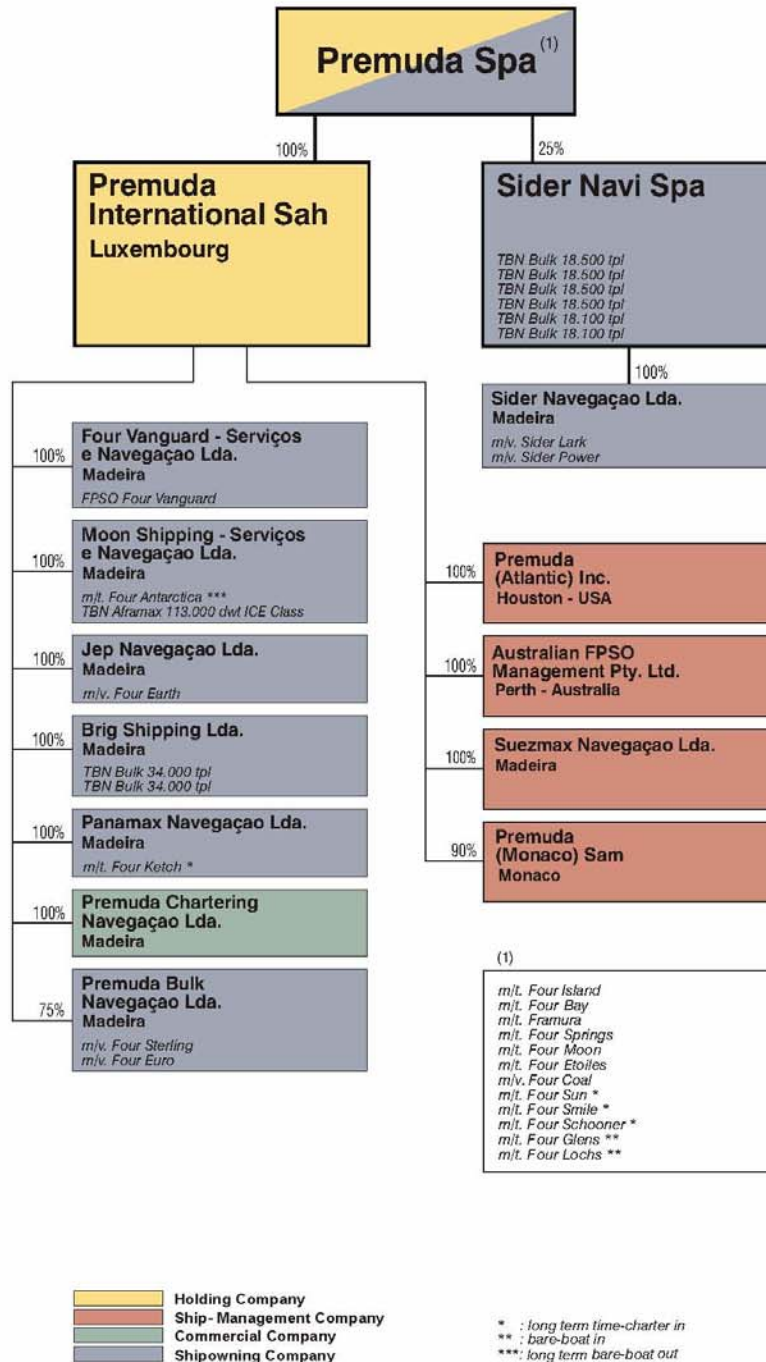 Premuda Spa (1)
100%
25%
Premuda
International Sah
Luxembourg
Sider Navi Spa
TBN Bulk 18.500 tpl
TBN Bulk 18.500 tpl
TBN Bulk 18.500 tpl
TBN Bulk 18.500 tpl
TBN Bulk 18.100 tpl
TBN Bulk 18.100 tpl
100%
Sider Navegaçao Lda.
Madeira
m/v. Sider Lark
m/v. Sider Power
100%
Four Vanguard - Serviços
e Navegaçao Lda.
Madeira
FPSO Four Vanguard
100%
Moon Shipping - Serviços
e Navegaçao Lda.
Madeira
m/t. Four Antarctica ***
TBN Aframax 113.000 dwt ICE Class
100%
Jep Navegaçao Lda.
Madeira
m/v. Four Earth
100%
Brig Shipping Lda.
Madeira
TBN Bulk 34.000 tpl
TBN Bulk 34.000 tpl
100%
Panamax Navegaçao Lda.
Madeira
m/t. Four Ketch *
100%
Premuda Chartering
Navegaçao Lda.
Madeira
75%
Premuda Bulk
Navegaçao Lda.
Madeira
m/v. Four Sterling
m/v. Four Euro
100%
Premuda
(Atlantic) Inc.
Houston - USA
100%
Australian FPSO
Management Pty. Ltd.
Perth - Australia
100%
Suezmax Navegaçao Lda.
Madeira
90%
Premuda
(Monaco) Sam
Monaco
(1)
m/t. Four Island
m/t. Four Bay
m/t. Framura
m/t. Four Springs
m/t. Four Moon
m/t. Four Etoiles
m/v. Four Coal
m/t. Four Sun *
m/t. Four Smile *
m/t. Four Schooner *
m/t. Four Glens **
m/t. Four Lochs **
Holding Company
Ship- Management Company
Commercial Company
Shipowning Company
* : long term time-charter in
** : bare-boat in
***: long term bare-boat out